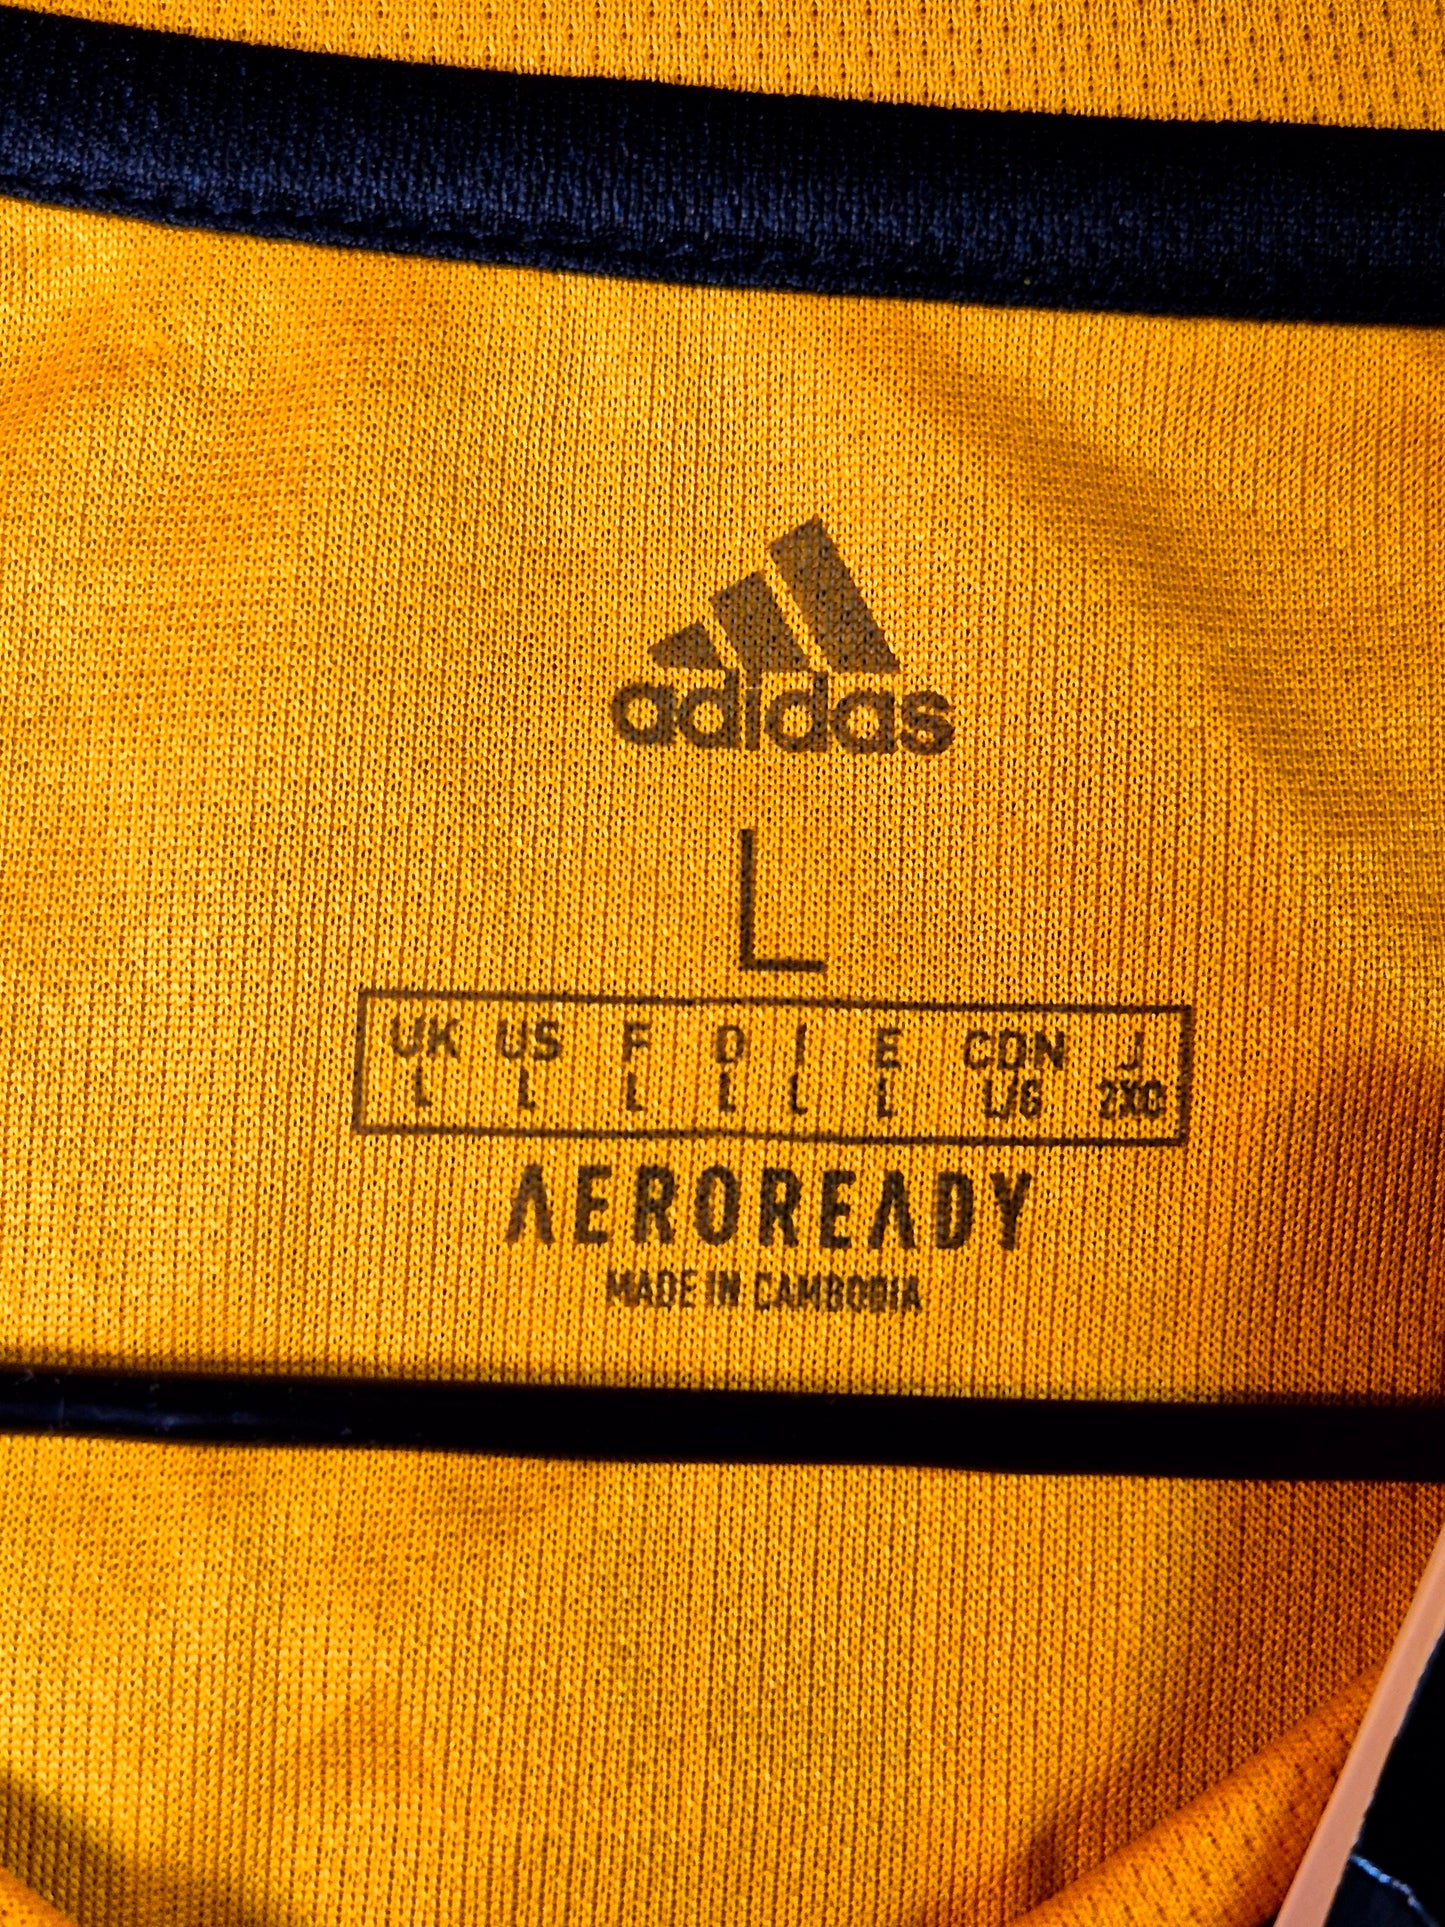 adidas
L
UK US F D I E CDN J
L L L L L L L/G 2XO
AEROREADY
MADE IN CAMBODIA